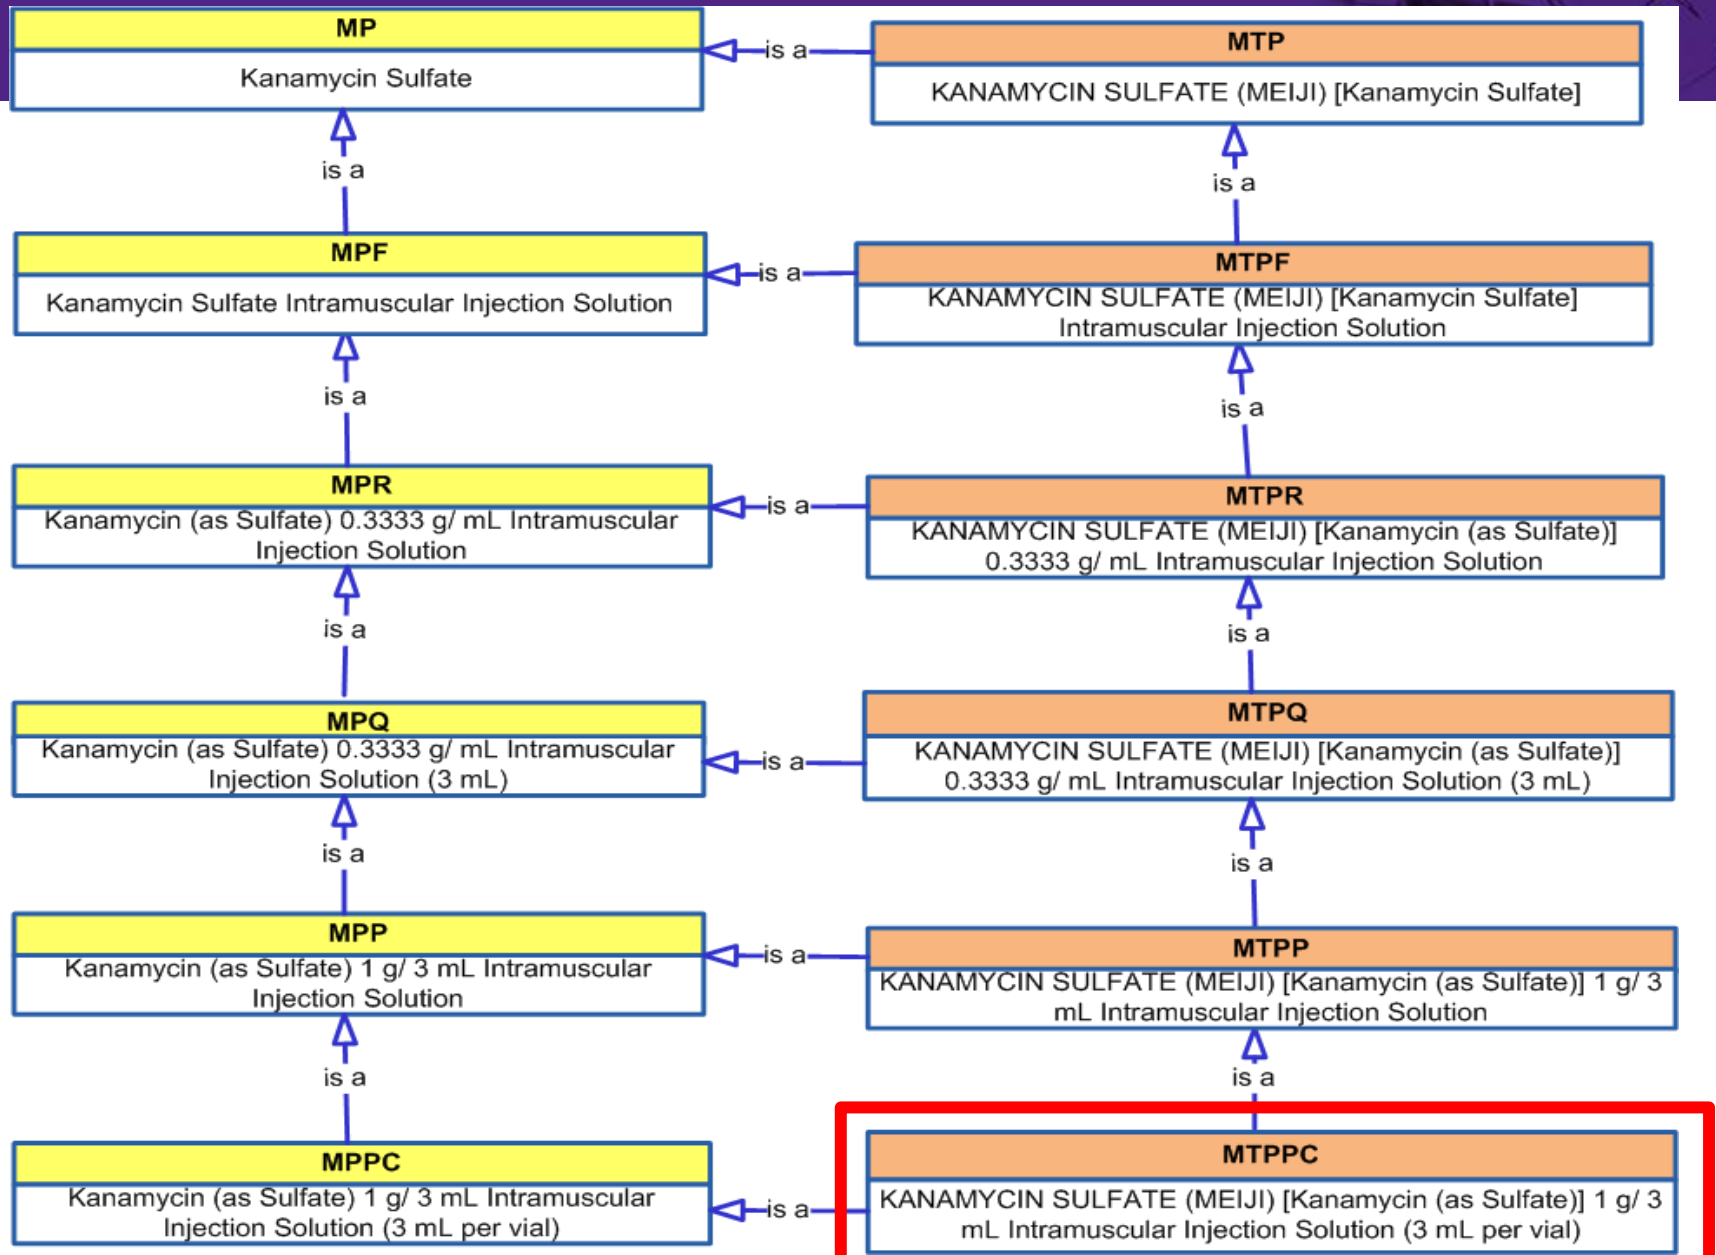 MP
Kanamycin Sulfate
is a
MTP
KANAMYCIN SULFATE (MEIJI) [Kanamycin Sulfate]
is a
is a
MPF
Kanamycin Sulfate Intramuscular Injection Solution
is a
MTPF
KANAMYCIN SULFATE (MEIJI) [Kanamycin Sulfate]
Intramuscular Injection Solution
is a
is a
MPR
Kanamycin (as Sulfate) 0.3333 g/ mL Intramuscular
Injection Solution
is a
MTPR
KANAMYCIN SULFATE (MEIJI) [Kanamycin (as Sulfate)]
0.3333 g/ mL Intramuscular Injection Solution
is a
is a
MPQ
Kanamycin (as Sulfate) 0.3333 g/ mL Intramuscular
Injection Solution (3 mL)
is a
MTPQ
KANAMYCIN SULFATE (MEIJI) [Kanamycin (as Sulfate)]
0.3333 g/ mL Intramuscular Injection Solution (3 mL)
is a
is a
MPP
Kanamycin (as Sulfate) 1 g/ 3 mL Intramuscular
Injection Solution
is a
MTPP
KANAMYCIN SULFATE (MEIJI) [Kanamycin (as Sulfate)] 1 g/ 3
mL Intramuscular Injection Solution
is a
is a
MPPC
Kanamycin (as Sulfate) 1 g/ 3 mL Intramuscular
Injection Solution (3 mL per vial)
is a
MTPPC
KANAMYCIN SULFATE (MEIJI) [Kanamycin (as Sulfate)] 1 g/ 3
mL Intramuscular Injection Solution (3 mL per vial)